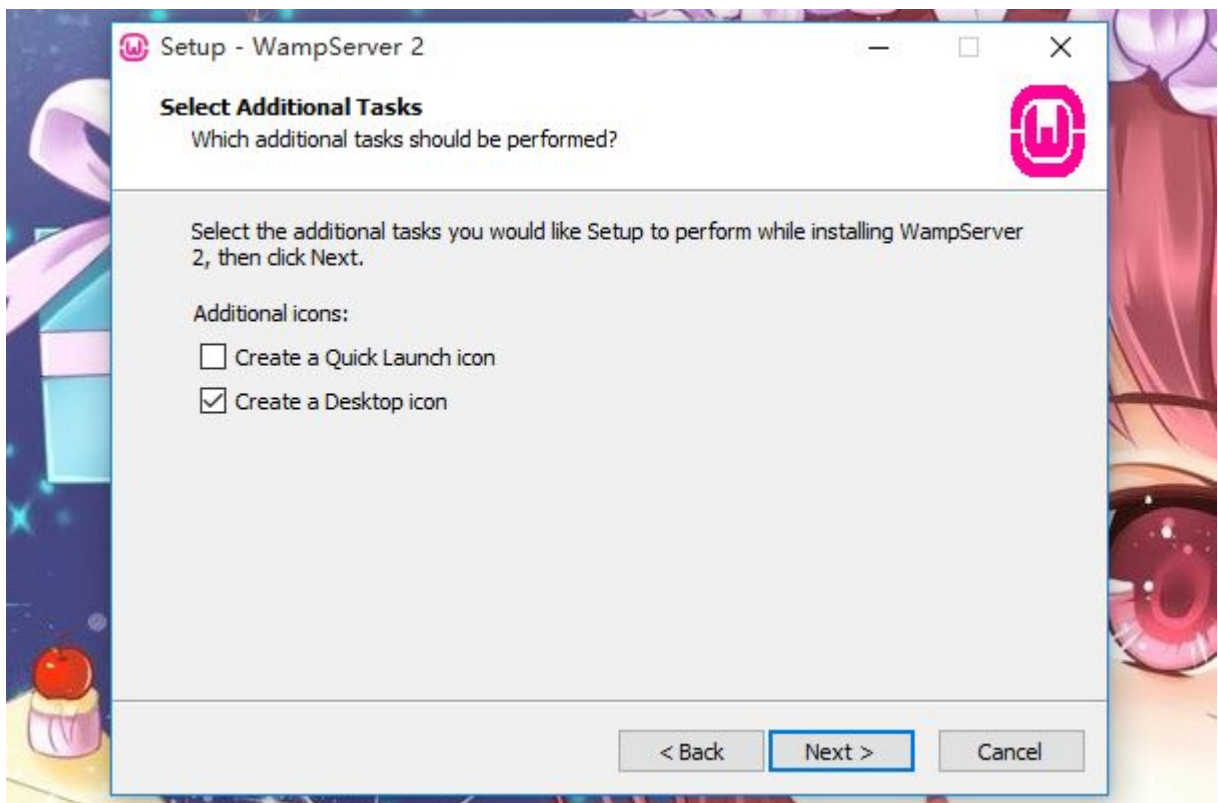 Setup - WampServer 2
Select Additional Tasks
Which additional tasks should be performed?
Select the additional tasks you would like Setup to perform while installing WampServer
2, then click Next.
Additional icons:
Create a Quick Launch icon
Create a Desktop icon
< Back Next > Cancel